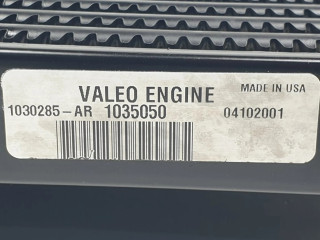 VALEO ENGINE MADE IN USA
1030285-AR 1035050 04102001